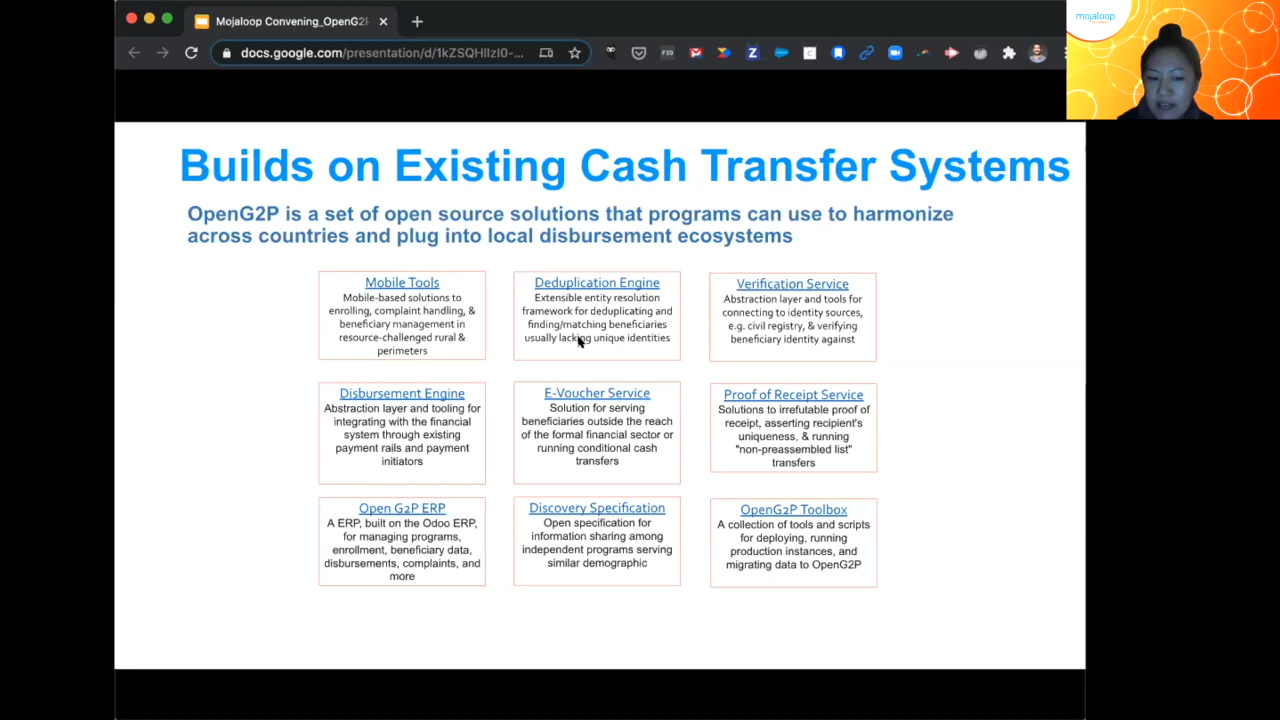 Mojaloop Convening_OpenG2P
docs.google.com/presentation/d/1kZSQHIlzI0-...
mojaloop
Builds on Existing Cash Transfer Systems
OpenG2P is a set of open source solutions that programs can use to harmonize
across countries and plug into local disbursement ecosystems
Mobile Tools
Mobile-based solutions to
enrolling, complaint handling, &
beneficiary management in
resource-challenged rural &
perimeters
Deduplication Engine
Extensible entity resolution
framework for deduplicating and
finding/matching beneficiaries
usually lacking unique identities
Verification Service
Abstraction layer and tools for
connecting to identity sources,
e.g. civil registry, & verifying
beneficiary identity against
Disbursement Engine
Abstraction layer and tooling for
integrating with the financial
system through existing
payment rails and payment
initiators
E-Voucher Service
Solution for serving
beneficiaries outside the reach
of the formal financial sector or
running conditional cash
transfers
Proof of Receipt Service
Solutions to irrefutable proof of
receipt, asserting recipient's
uniqueness, & running
"non-preassembled list"
transfers
Open G2P ERP
A ERP, built on the Odoo ERP,
for managing programs,
enrollment, beneficiary data,
disbursements, complaints, and
more
Discovery Specification
Open specification for
information sharing among
independent programs serving
similar demographic
OpenG2P Toolbox
A collection of tools and scripts
for deploying, running
production instances, and
migrating data to OpenG2P